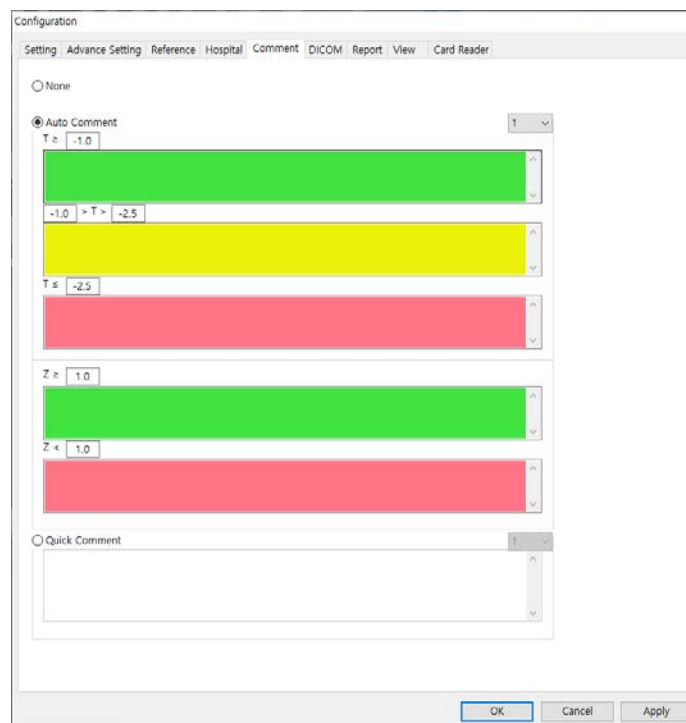 Configuration
Setting Advance Setting Reference Hospital Comment DICOM Report View Card Reader
None
Auto Comment 1
T ≥ -1.0
-1.0 > T > -2.5
T ≤ -2.5
Z ≥ 1.0
Z < 1.0
Quick Comment 1
OK Cancel Apply